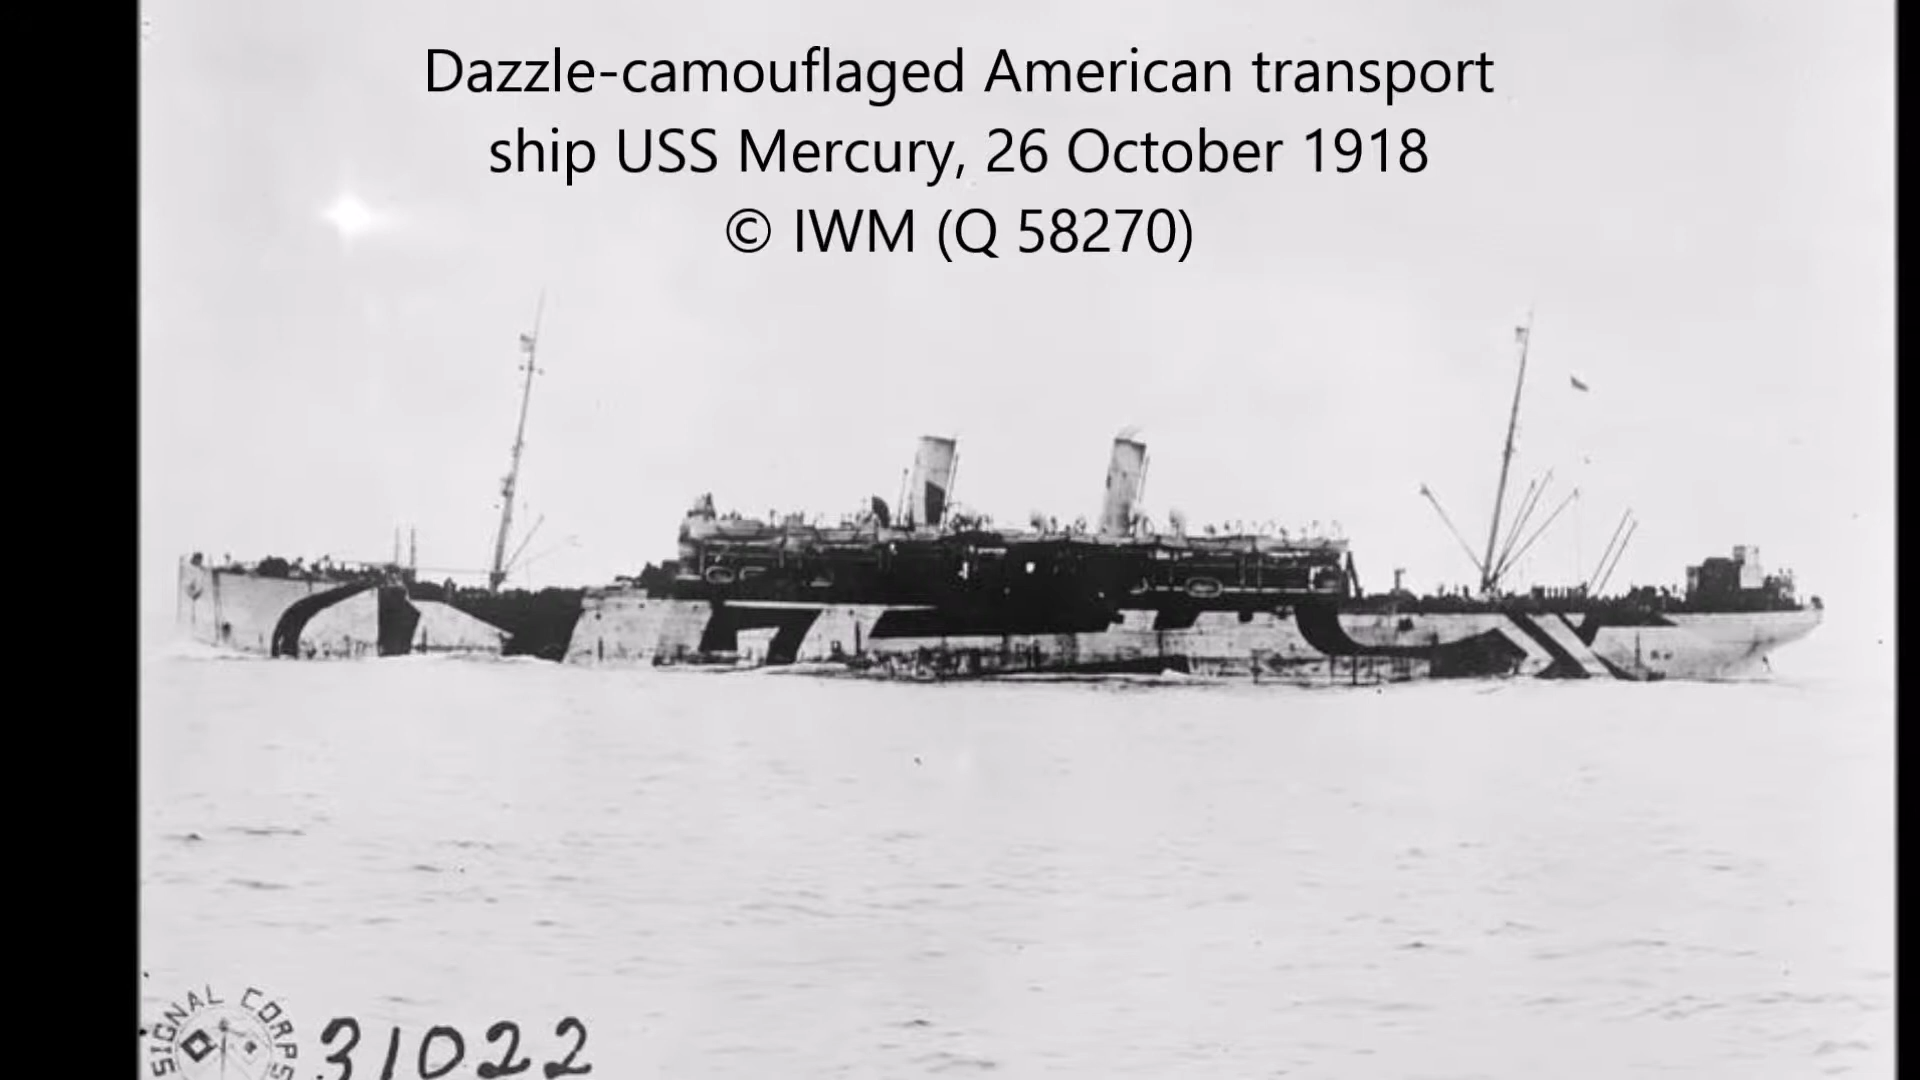 Dazzle-camouflaged American transport
ship USS Mercury, 26 October 1918
© IWM (Q 58270)
SIGNAL CORPS
31022